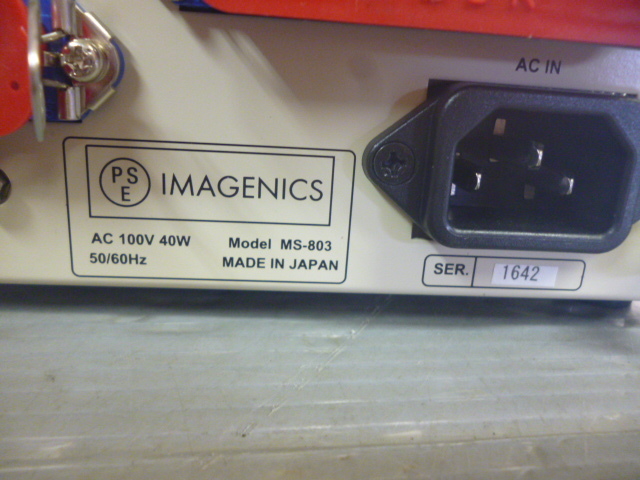 AC IN
PS
E
IMAGENICS
AC 100V 40W
50/60Hz
Model MS-803
MADE IN JAPAN
SER. 1642